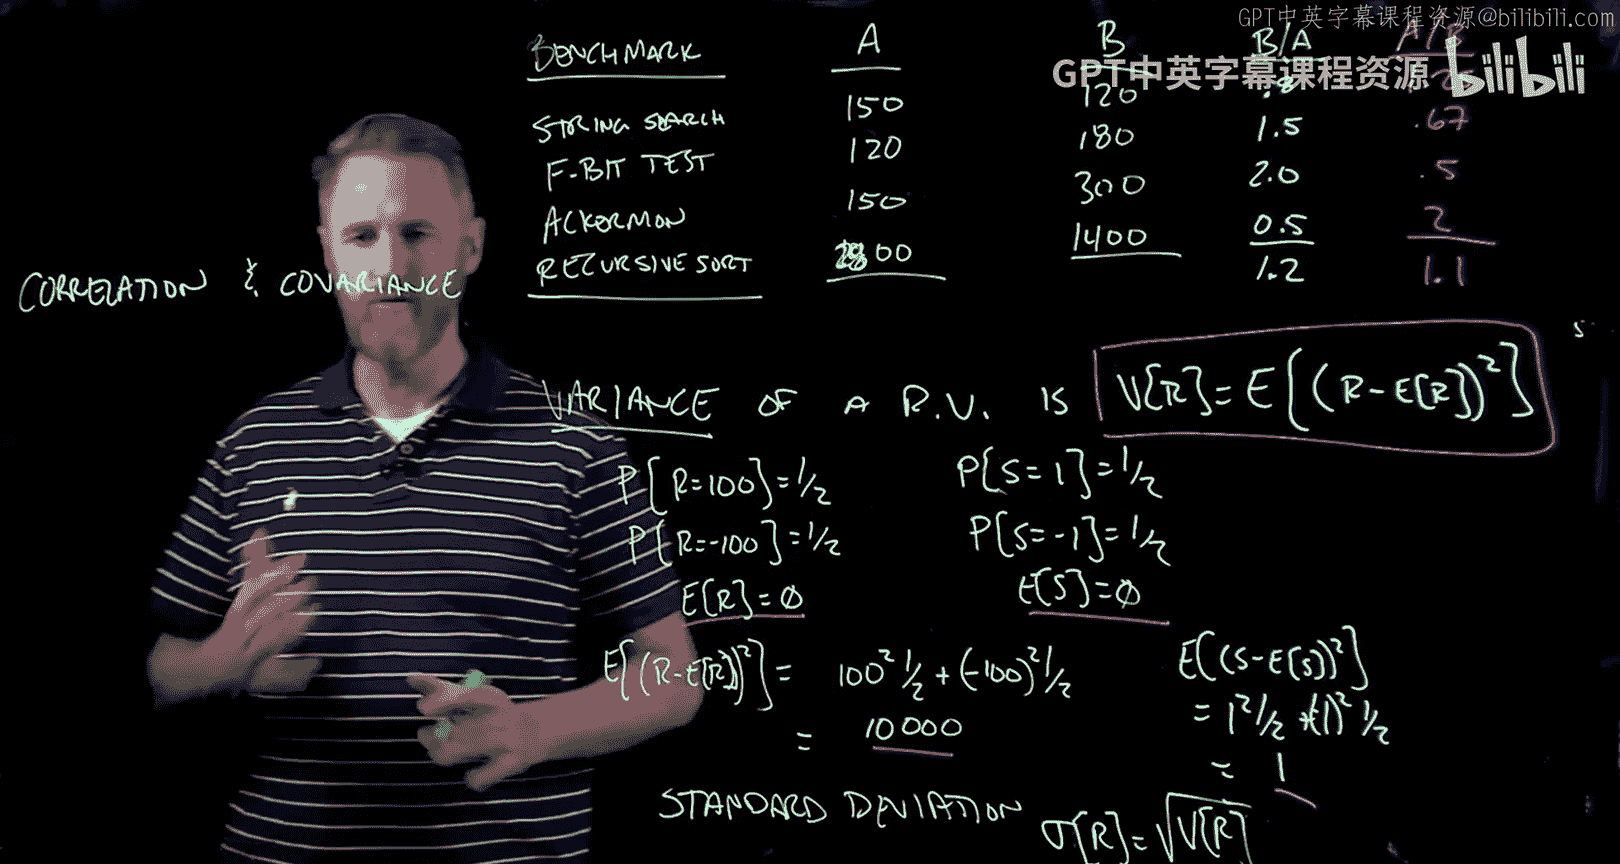 GPT中英字幕课程资源@bilibili.com
GPT中英字幕课程资源 bilibili
BENCHMARK A B B/A A/B
STRING SEARCH 150 120
F-BIT TEST 120 180 1.5 .67
ACKERMON 150 300 2.0 .5
RECURSIVE SORT 00 1400 0.5 2
1.2 1.1
CORRELATION & COVARIANCE
VARIANCE OF A R.V. IS V[R]=E[(R-E[R])²]
P[R=100]=1/2 P[S=1]=1/2
P[R=-100]=1/2 P[S=-1]=1/2
E[R]=0 E[S]=0
E[(R-E[R])²]= 100² 1/2 + (-100)² 1/2 E[(S-E[S])²]
= 10000 = 1² 1/2 + (-1)² 1/2
= 1
STANDARD DEVIATION σ[R]=√V[R]